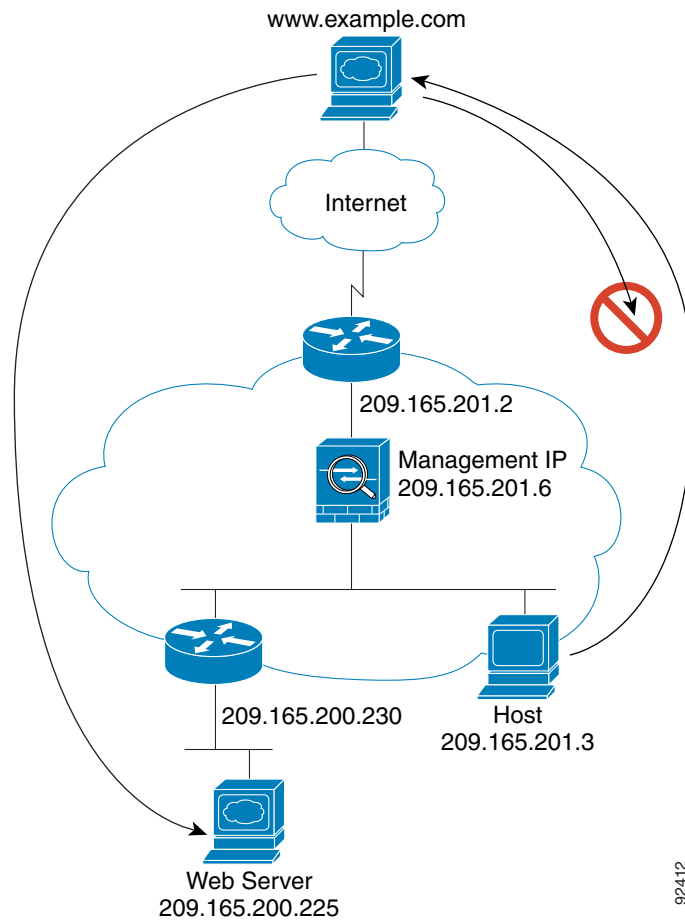 www.example.com
Internet
209.165.201.2
Management IP
209.165.201.6
209.165.200.230
Host
209.165.201.3
Web Server
209.165.200.225
92412